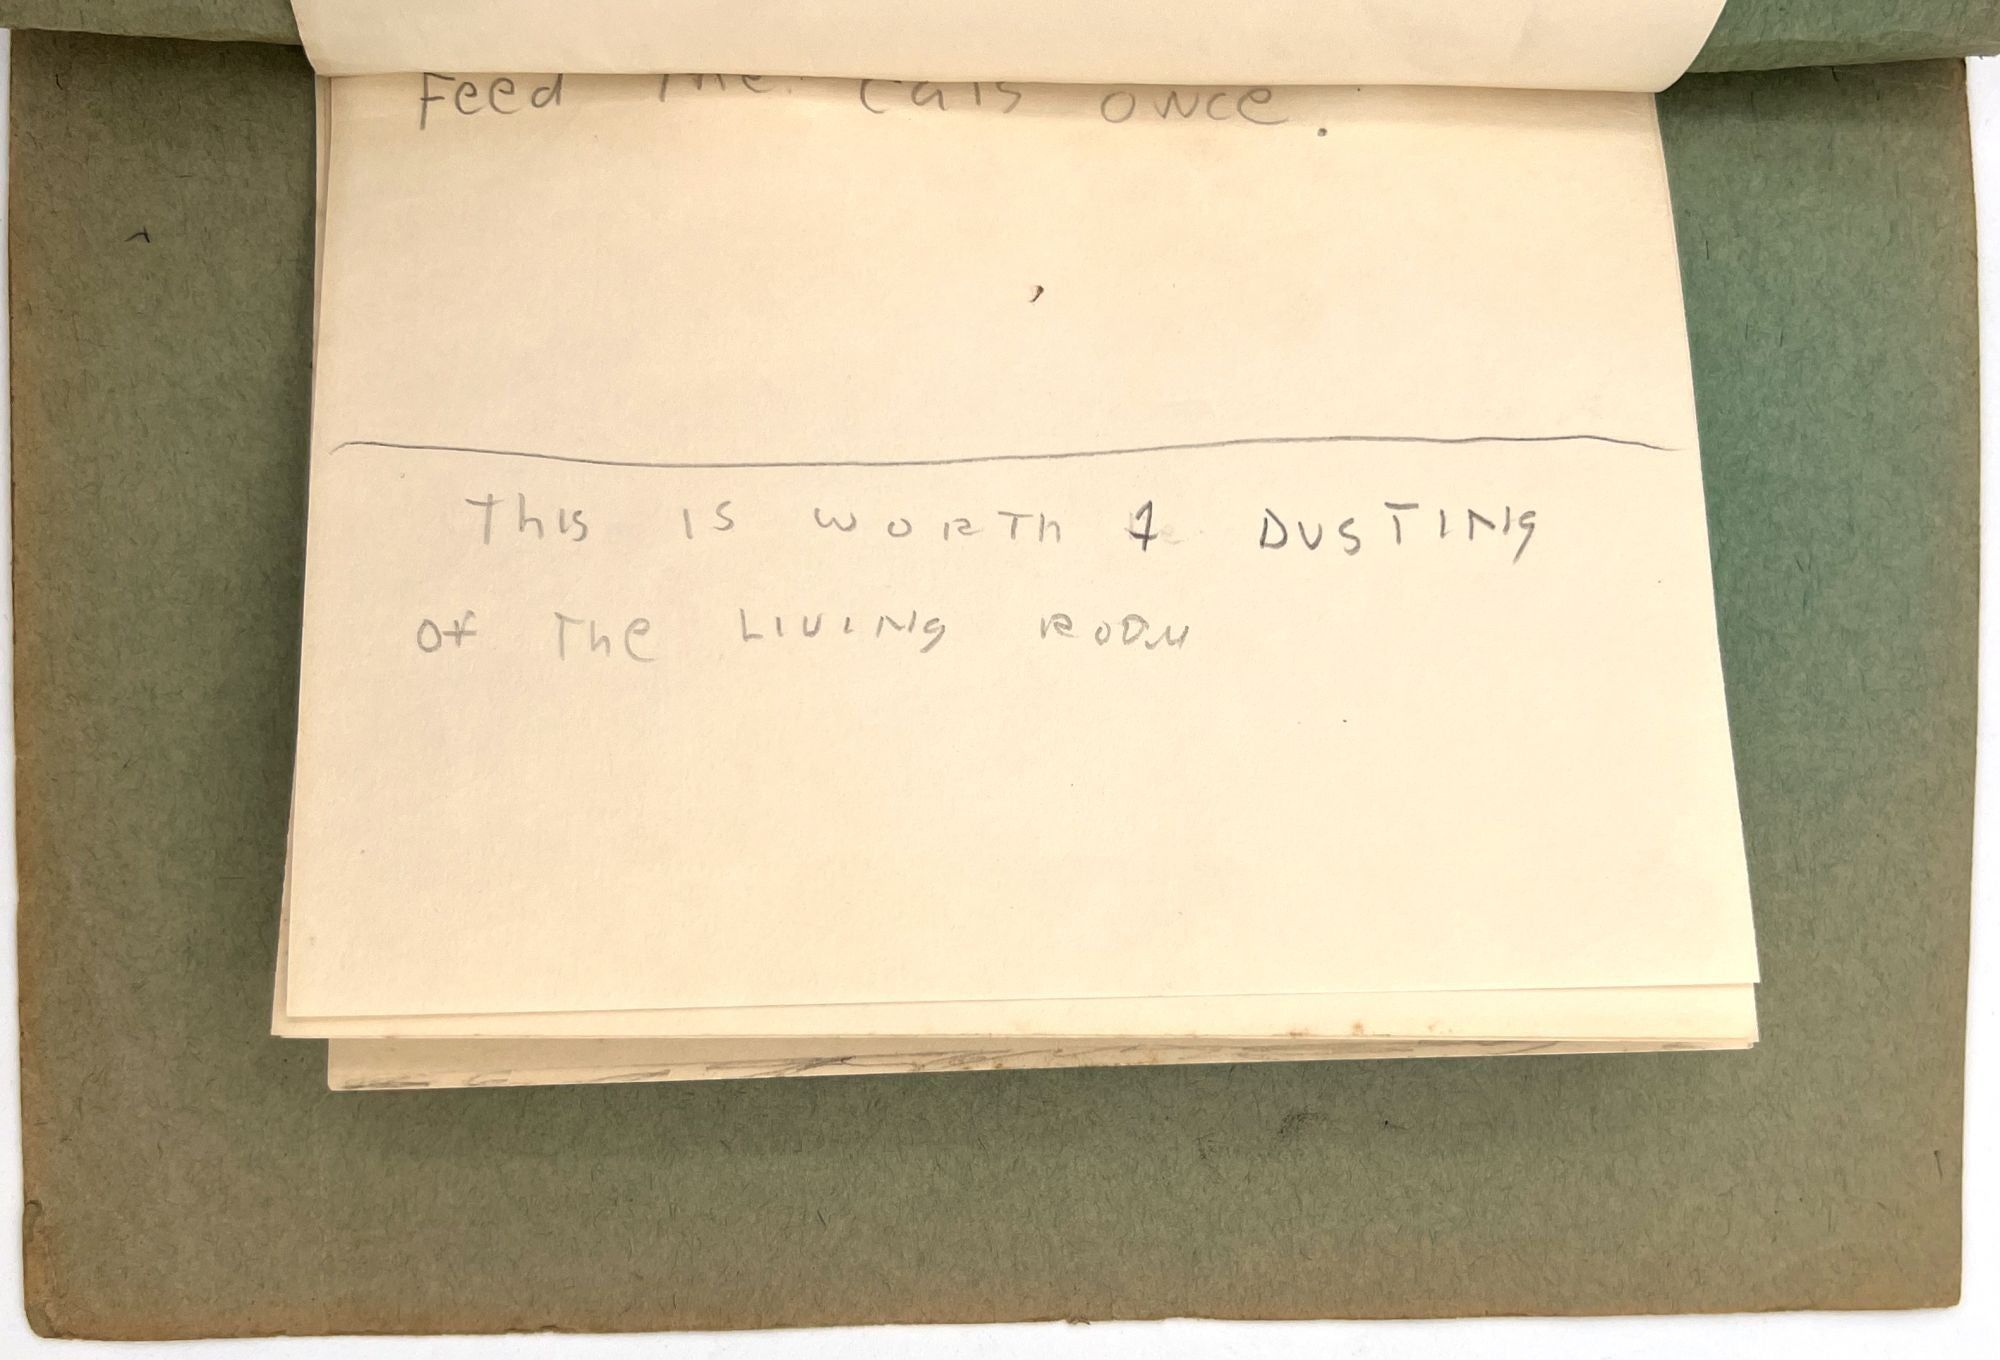 Feed the cats once.
This is WORTh 1 DUSTINg
Of The LIVINg ROOM